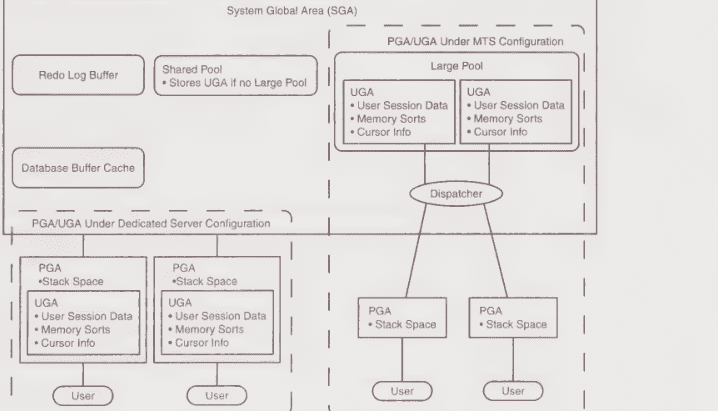 System Global Area (SGA)
PGA/UGA Under MTS Configuration
Redo Log Buffer
Shared Pool
• Stores UGA if no Large Pool
Large Pool
UGA
• User Session Data
• Memory Sorts
• Cursor Info
UGA
• User Session Data
• Memory Sorts
• Cursor Info
Database Buffer Cache
Dispatcher
PGA/UGA Under Dedicated Server Configuration
PGA
•Stack Space
UGA
• User Session Data
• Memory Sorts
• Cursor Info
PGA
•Stack Space
UGA
• User Session Data
• Memory Sorts
• Cursor Info
PGA
• Stack Space
PGA
• Stack Space
User
User
User
User